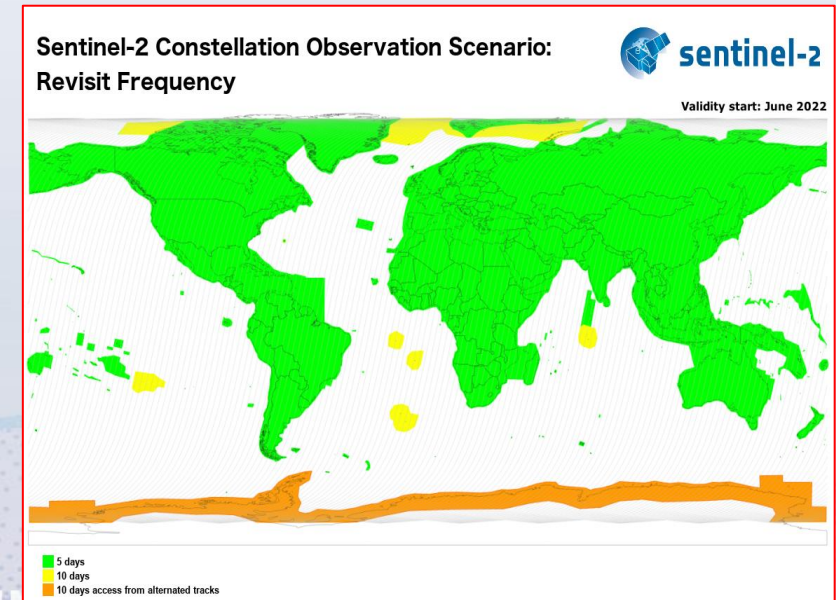 Sentinel-2 Constellation Observation Scenario:
Revisit Frequency
sentinel-2
Validity start: June 2022
5 days
10 days
10 days access from alternated tracks